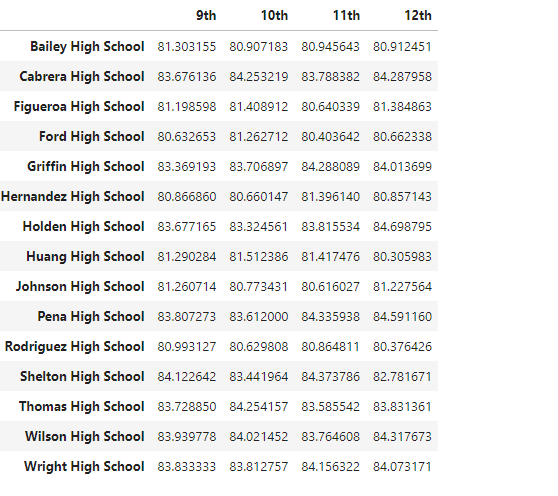 9th 10th 11th 12th
Bailey High School 81.303155 80.907183 80.945643 80.912451
Cabrera High School 83.676136 84.253219 83.788382 84.287958
Figueroa High School 81.198598 81.408912 80.640339 81.384863
Ford High School 80.632653 81.262712 80.403642 80.662338
Griffin High School 83.369193 83.706897 84.288089 84.013699
Hernandez High School 80.866860 80.660147 81.396140 80.857143
Holden High School 83.677165 83.324561 83.815534 84.698795
Huang High School 81.290284 81.512386 81.417476 80.305983
Johnson High School 81.260714 80.773431 80.616027 81.227564
Pena High School 83.807273 83.612000 84.335938 84.591160
Rodriguez High School 80.993127 80.629808 80.864811 80.376426
Shelton High School 84.122642 83.441964 84.373786 82.781671
Thomas High School 83.728850 84.254157 83.585542 83.831361
Wilson High School 83.939778 84.021452 83.764608 84.317673
Wright High School 83.833333 83.812757 84.156322 84.073171